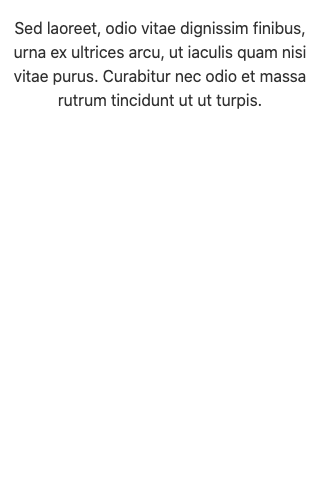 Sed laoreet, odio vitae dignissim finibus,
urna ex ultrices arcu, ut iaculis quam nisi
vitae purus. Curabitur nec odio et massa
rutrum tincidunt ut ut turpis.